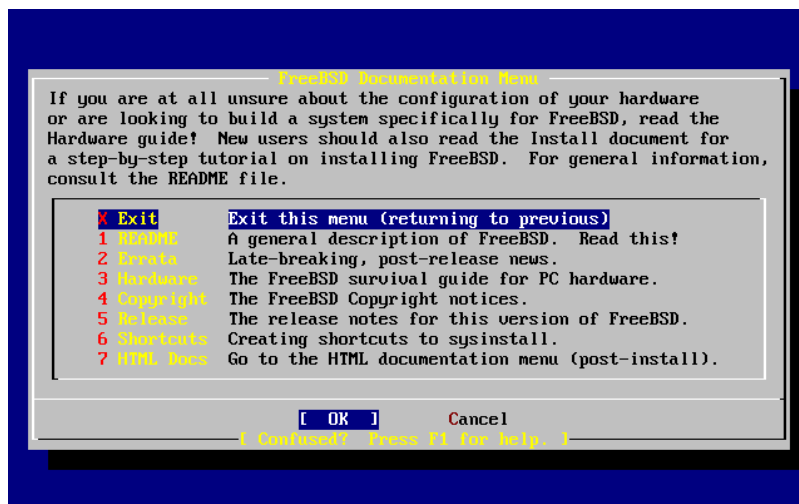 FreeBSD Documentation Menu
If you are at all unsure about the configuration of your hardware
or are looking to build a system specifically for FreeBSD, read the
Hardware guide! New users should also read the Install document for
a step-by-step tutorial on installing FreeBSD. For general information,
consult the README file.
X Exit Exit this menu (returning to previous)
1 README A general description of FreeBSD. Read this!
2 Errata Late-breaking, post-release news.
3 Hardware The FreeBSD survival guide for PC hardware.
4 Copyright The FreeBSD Copyright notices.
5 Release The release notes for this version of FreeBSD.
6 Shortcuts Creating shortcuts to sysinstall.
7 HTML Docs Go to the HTML documentation menu (post-install).
[ OK ] Cancel
[ Confused? Press F1 for help. ]